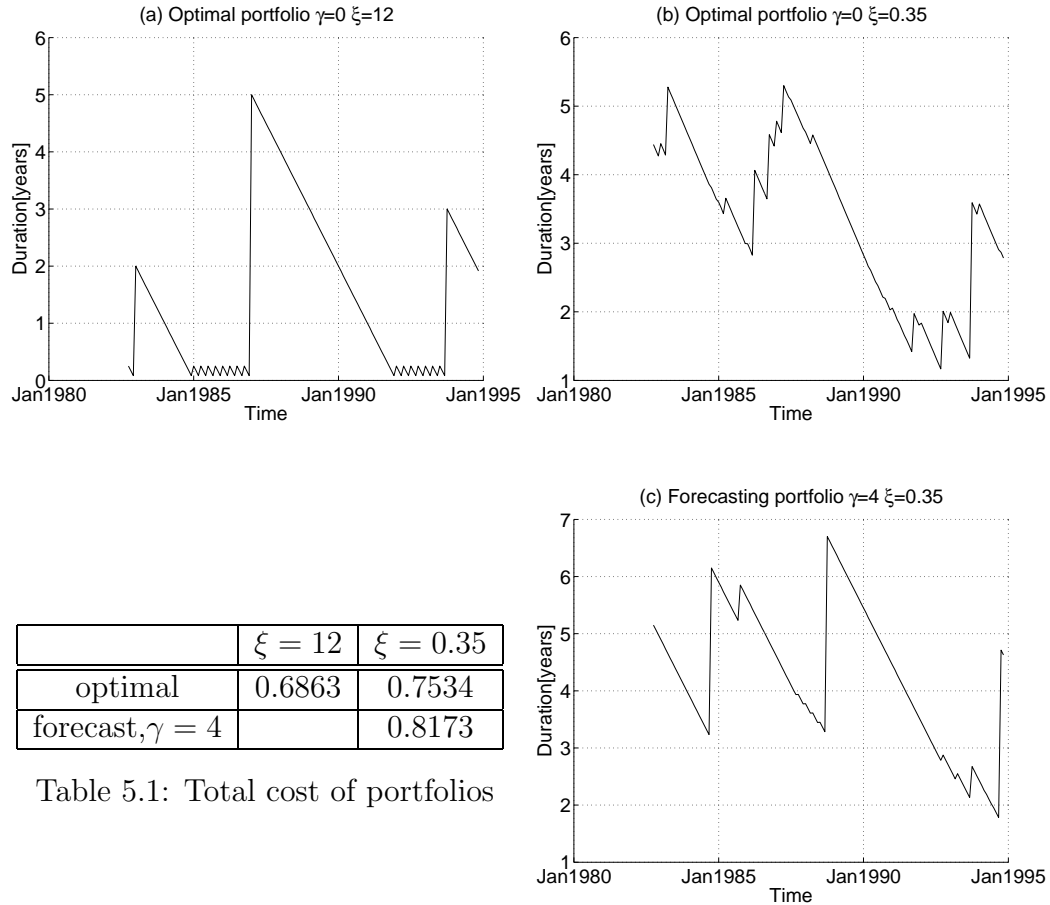 (a) Optimal portfolio γ=0 ξ=12
6
5
4
3
2
1
0
Duration[years]
Jan1980 Jan1985 Jan1990 Jan1995
Time
(b) Optimal portfolio γ=0 ξ=0.35
6
5
4
3
2
1
Duration[years]
Jan1980 Jan1985 Jan1990 Jan1995
Time
ξ = 12 ξ = 0.35
optimal 0.6863 0.7534
forecast,γ = 4 0.8173
Table 5.1: Total cost of portfolios
(c) Forecasting portfolio γ=4 ξ=0.35
7
6
5
4
3
2
1
Duration[years]
Jan1980 Jan1985 Jan1990 Jan1995
Time